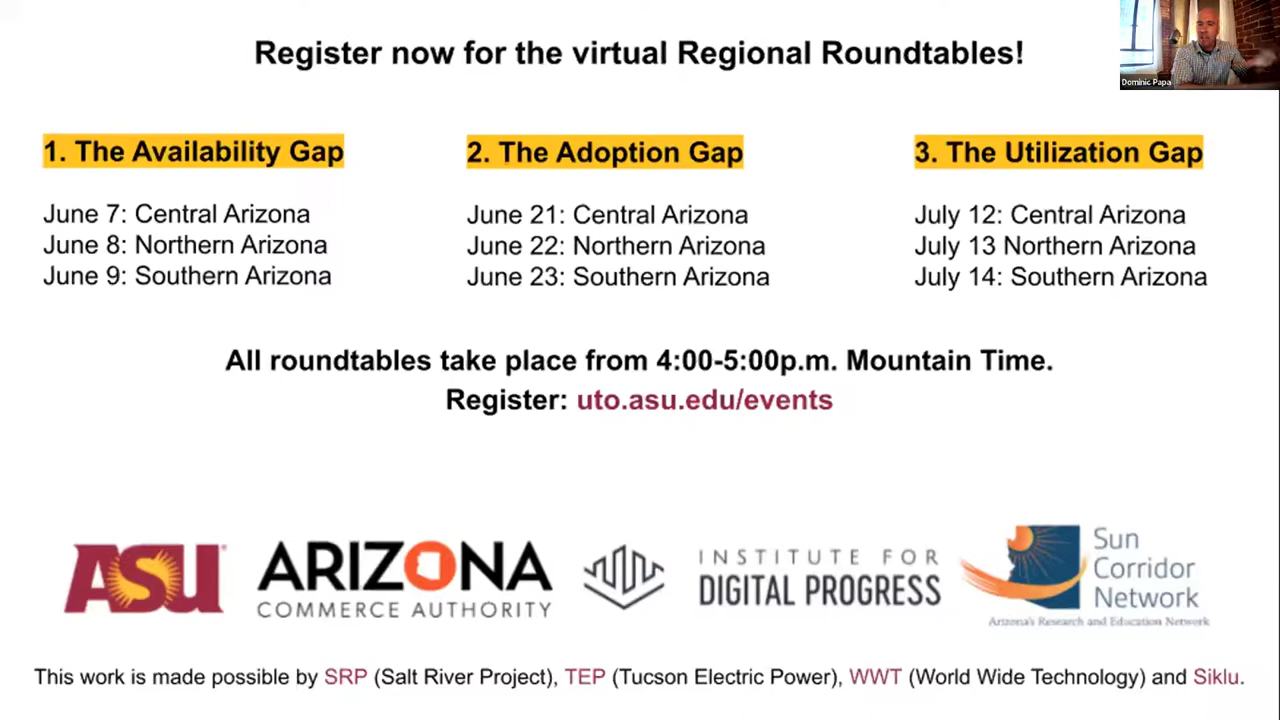 Register now for the virtual Regional Roundtables!
Dominic Papa
1. The Availability Gap
June 7: Central Arizona
June 8: Northern Arizona
June 9: Southern Arizona
2. The Adoption Gap
June 21: Central Arizona
June 22: Northern Arizona
June 23: Southern Arizona
3. The Utilization Gap
July 12: Central Arizona
July 13 Northern Arizona
July 14: Southern Arizona
All roundtables take place from 4:00-5:00p.m. Mountain Time.
Register: uto.asu.edu/events
ASU
ARIZONA
COMMERCE AUTHORITY
INSTITUTE FOR
DIGITAL PROGRESS
Sun
Corridor
Network
Arizona's Research and Education Network
This work is made possible by SRP (Salt River Project), TEP (Tucson Electric Power), WWT (World Wide Technology) and Siklu.